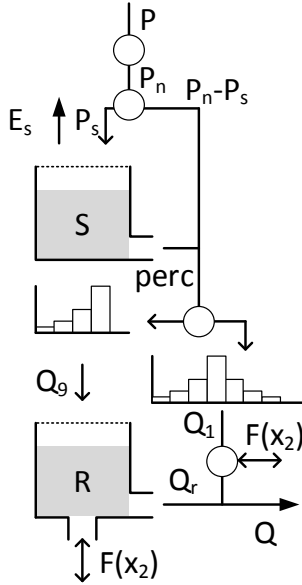 P
Pₙ
Pₙ-Pₛ
Eₛ
Pₛ
S
perc
Q₉
Q₁
F(x₂)
R
Qᵣ
Q
F(x₂)